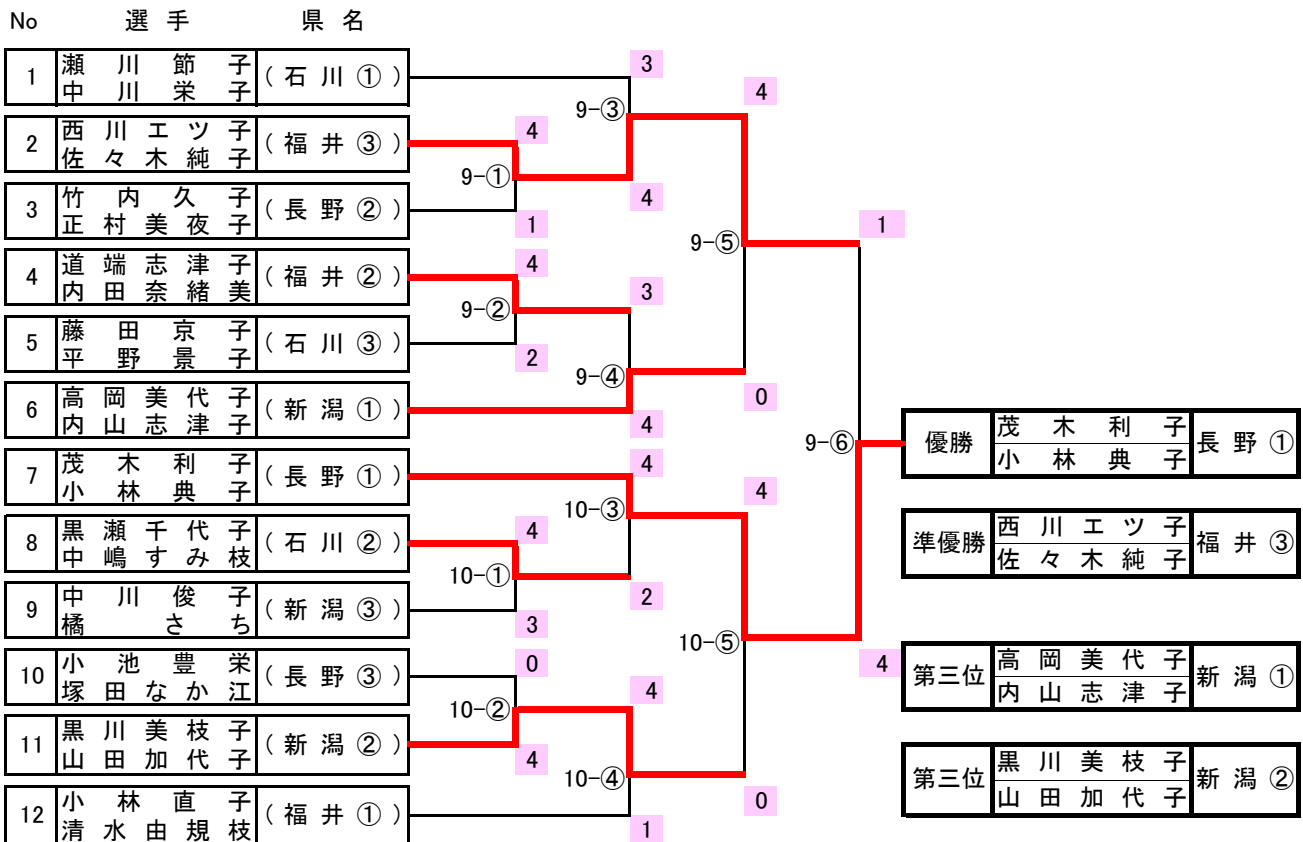 No 選手 県名
1 瀬川節子 (石川①)
中川栄子
2 西川エツ子 (福井③)
佐々木純子
3 竹内久子 (長野②)
正村美夜子
4 道端志津子 (福井②)
内田奈緒美
5 藤田京子 (石川③)
平野景子
6 高岡美代子 (新潟①)
内山志津子
7 茂木利子 (長野①)
小林典子
8 黒瀬千代子 (石川②)
中嶋すみ枝
9 中川俊子 (新潟③)
橘さち
10 小池豊栄 (長野③)
塚田なか江
11 黒川美枝子 (新潟②)
山田加代子
12 小林直子 (福井①)
清水由規枝
4
9-①
1
4
9-②
2
4
10-①
3
0
10-②
4
3
9-③
4
3
9-④
4
4
10-③
2
4
10-④
1
4
9-⑤
0
4
10-⑤
0
1
9-⑥
4
優勝 茂木利子 長野①
小林典子
準優勝 西川エツ子 福井③
佐々木純子
第三位 高岡美代子 新潟①
内山志津子
第三位 黒川美枝子 新潟②
山田加代子